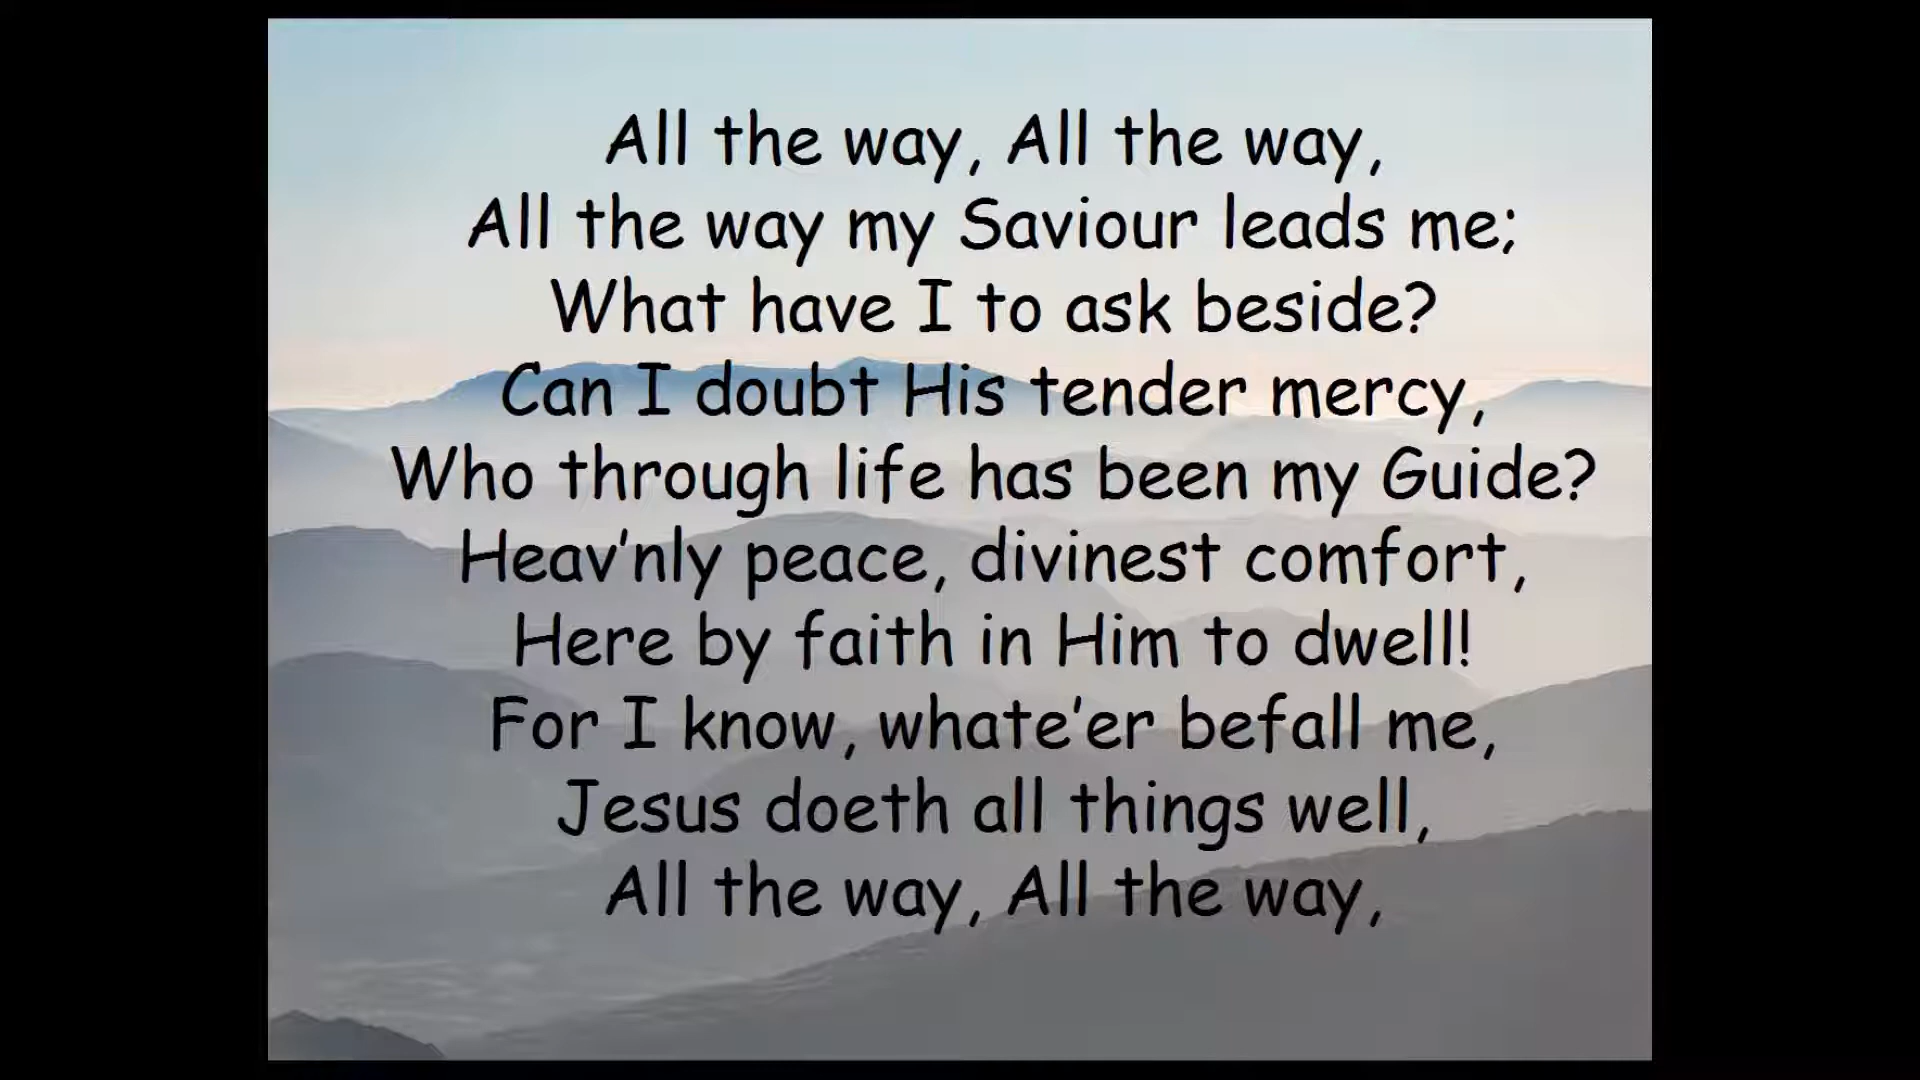 All the way, All the way,
All the way my Saviour leads me;
What have I to ask beside?
Can I doubt His tender mercy,
Who through life has been my Guide?
Heav’nly peace, divinest comfort,
Here by faith in Him to dwell!
For I know, whate’er befall me,
Jesus doeth all things well,
All the way, All the way,